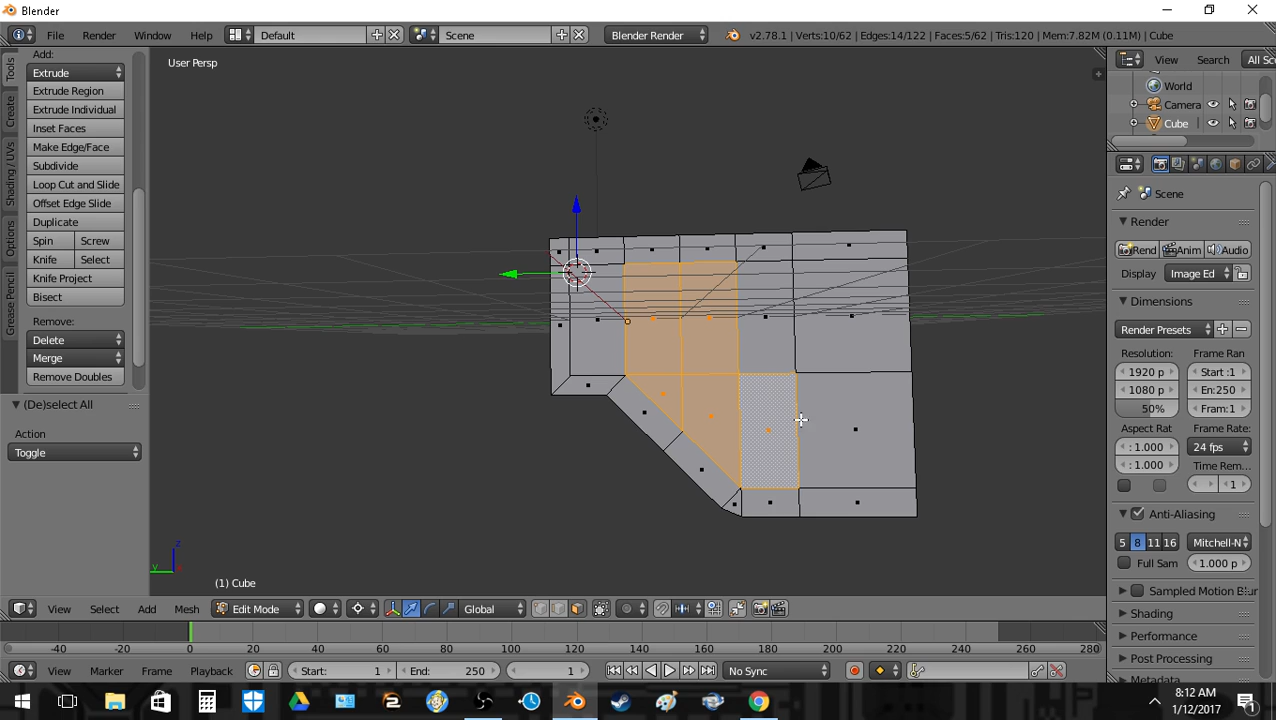 Blender
File Render Window Help Default Scene Blender Render v2.78.1 | Verts:10/62 | Edges:14/122 | Faces:5/62 | Tris:120 | Mem:7.82M (0.11M) | Cube View Search All Sc
Tools
Create
Shading / UVs
Options
Grease Pencil
Add:
Extrude
Extrude Region
Extrude Individual
Inset Faces
Make Edge/Face
Subdivide
Loop Cut and Slide
Offset Edge Slide
Duplicate
Spin Screw
Knife Select
Knife Project
Bisect
Remove:
Delete
Merge
Remove Doubles
(De)select All
Action
Toggle
User Persp
z
y
(1) Cube
World
Camera
Cube
Scene
Render
Rend Anim Audio
Display Image Ed
Dimensions
Render Presets
Resolution: Frame Ran
1920 p Start :1
1080 p En:250
50% Fram:1
Aspect Rat Frame Rate:
: 1.000 24 fps
: 1.000 Time Rem...
1
Anti-Aliasing
5 8 11 16 Mitchell-N
Full Sam 1.000 p
Sampled Motion Blur
Shading
Performance
Post Processing
Metadata
View Select Add Mesh Edit Mode Global
-40 -20 0 20 40 60 80 100 120 140 160 180 200 220 240 260 280
View Marker Frame Playback Start: 1 End: 250 1 No Sync
8:12 AM
1/12/2017
1